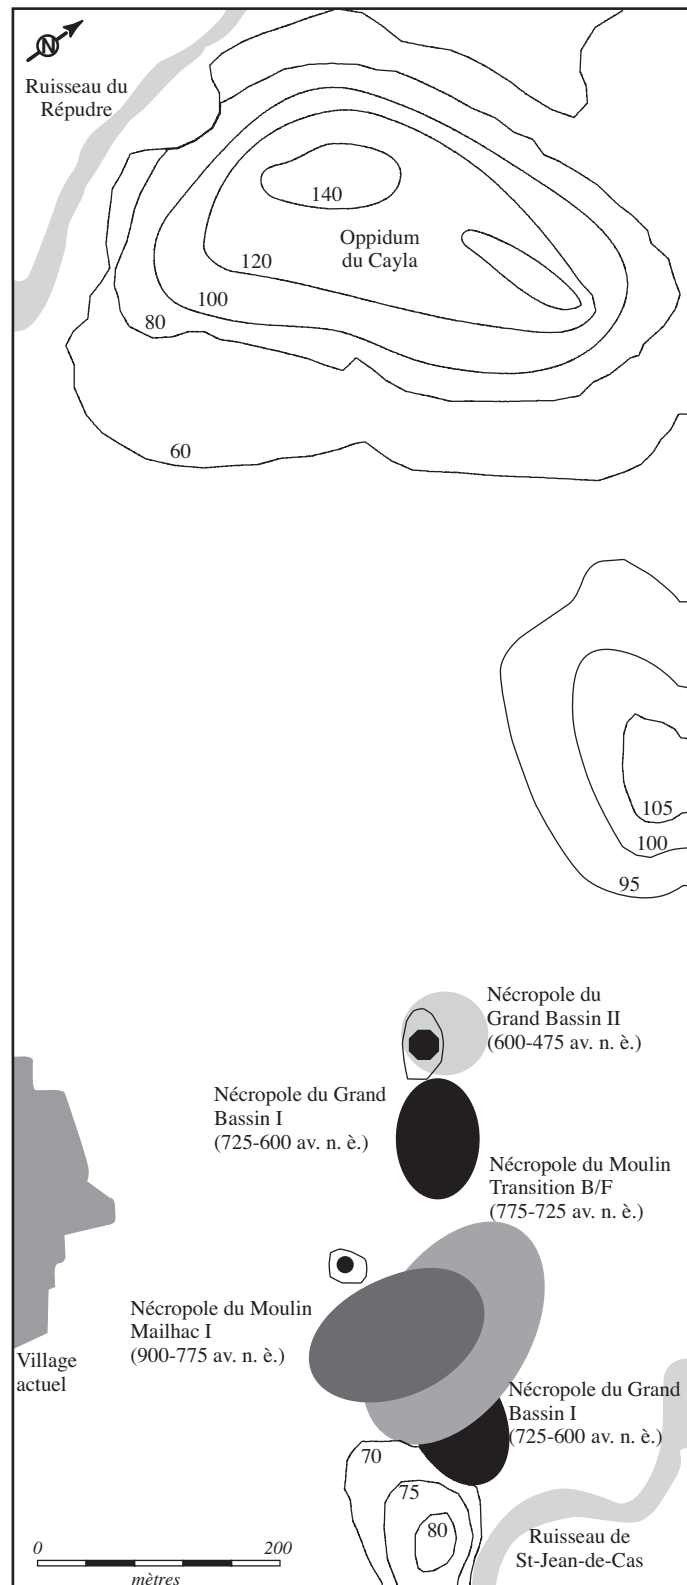 N
Ruisseau du
Répudre
140
Oppidum
du Cayla
120
100
80
60
105
100
95
Nécropole du
Grand Bassin II
(600-475 av. n. è.)
Nécropole du Grand
Bassin I
(725-600 av. n. è.)
Nécropole du Moulin
Transition B/F
(775-725 av. n. è.)
Nécropole du Moulin
Mailhac I
(900-775 av. n. è.)
Village
actuel
Nécropole du Grand
Bassin I
(725-600 av. n. è.)
70
75
80
Ruisseau de
St-Jean-de-Cas
0 200
mètres